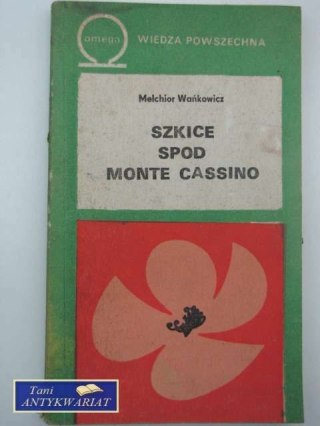 omega
WIEDZA POWSZECHNA
Melchior Wańkowicz
SZKICE
SPOD
MONTE CASSINO
Tani
ANTYKWARIAT